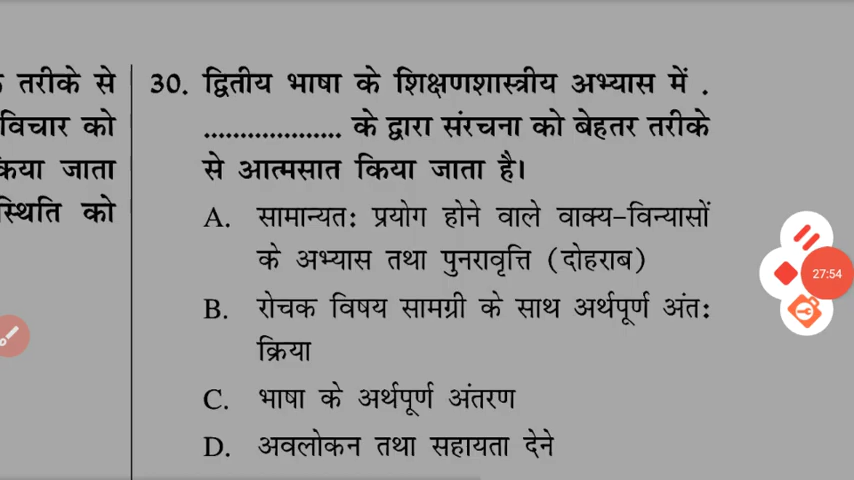 तरीके से
विचार को
किया जाता
स्थिति को
30. द्वितीय भाषा के शिक्षणशास्त्रीय अभ्यास में .
.................... के द्वारा संरचना को बेहतर तरीके
से आत्मसात किया जाता है।
A. सामान्यत: प्रयोग होने वाले वाक्य-विन्यासों
के अभ्यास तथा पुनरावृत्ति (दोहराब)
B. रोचक विषय सामग्री के साथ अर्थपूर्ण अंत:
क्रिया
C. भाषा के अर्थपूर्ण अंतरण
D. अवलोकन तथा सहायता देने
27:54